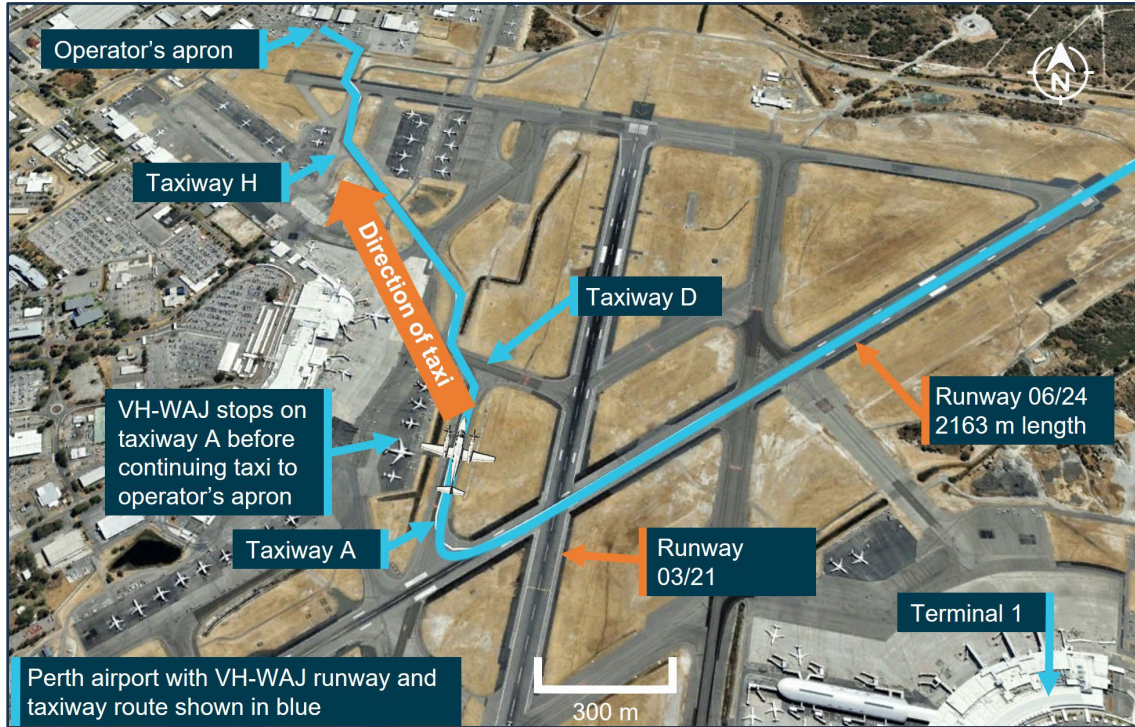 Operator's apron
N
Taxiway H
Direction of taxi
Taxiway D
VH-WAJ stops on
taxiway A before
continuing taxi to
operator's apron
Runway 06/24
2163 m length
Taxiway A
Runway
03/21
Terminal 1
Perth airport with VH-WAJ runway and
taxiway route shown in blue
300 m